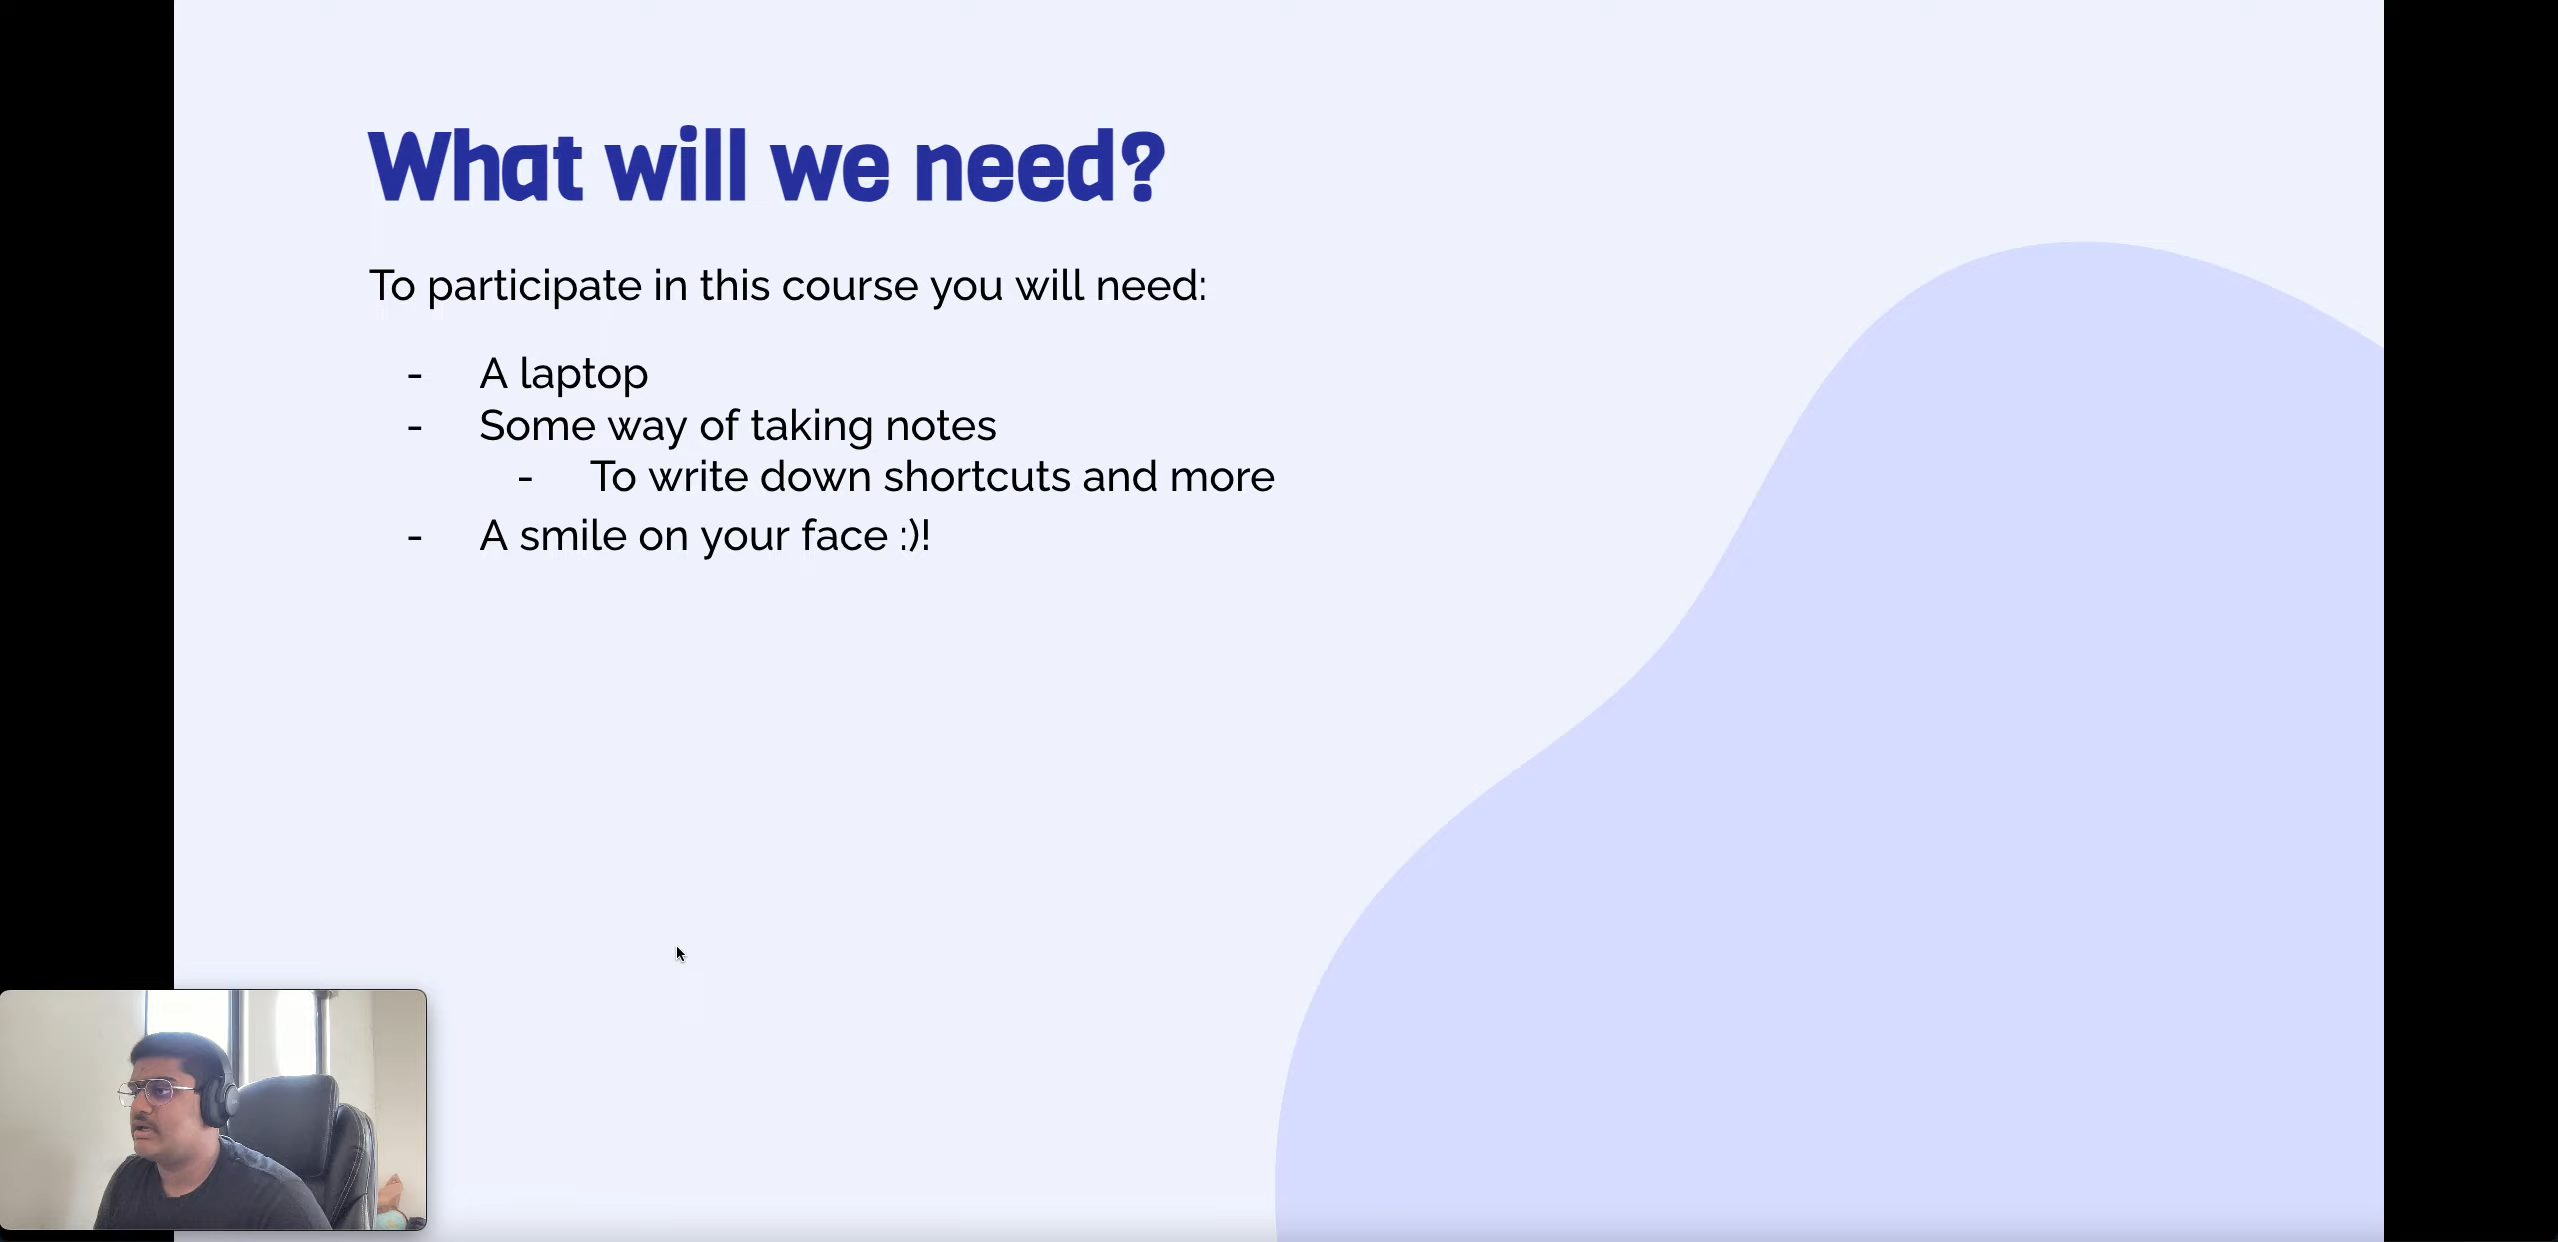 What will we need?
To participate in this course you will need:
- A laptop
- Some way of taking notes
- To write down shortcuts and more
- A smile on your face :)!